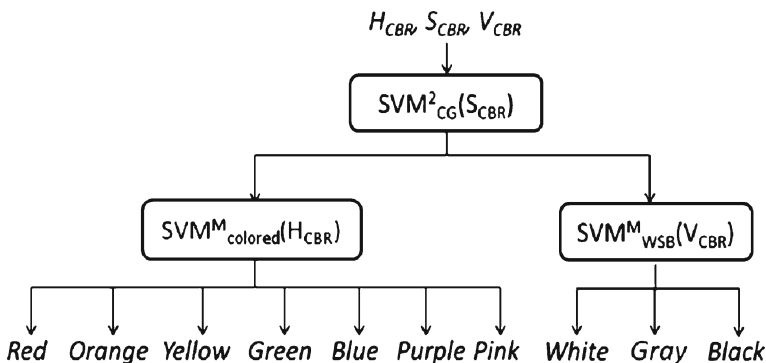 H_CBR, S_CBR, V_CBR
SVM²_CG(S_CBR)
SVM^M_colored(H_CBR)
SVM^M_WSB(V_CBR)
Red Orange Yellow Green Blue Purple Pink White Gray Black